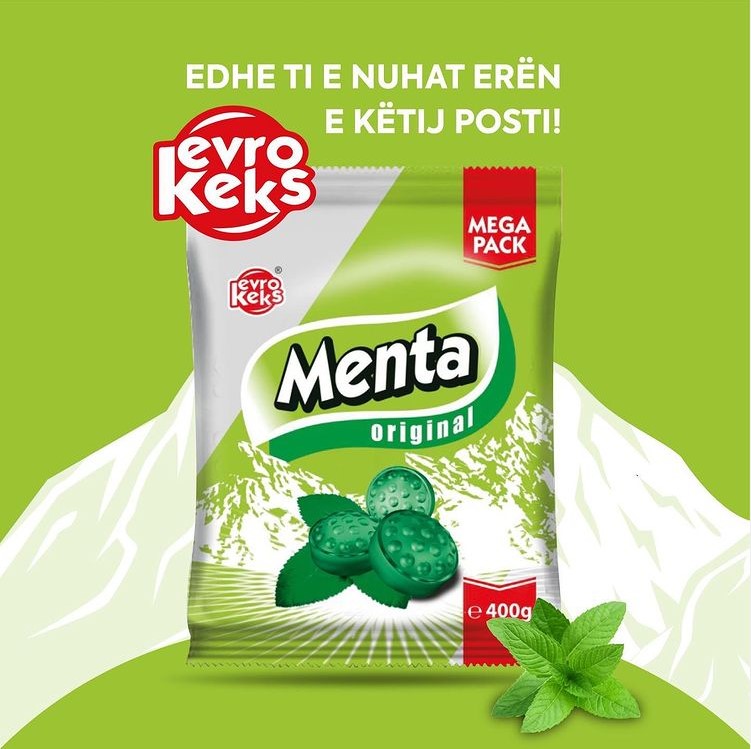 EDHE TI E NUHAT ERËN
E KËTIJ POSTI!
evro
Keks
MEGA
PACK
evro
Keks
®
Menta
original
e 400g